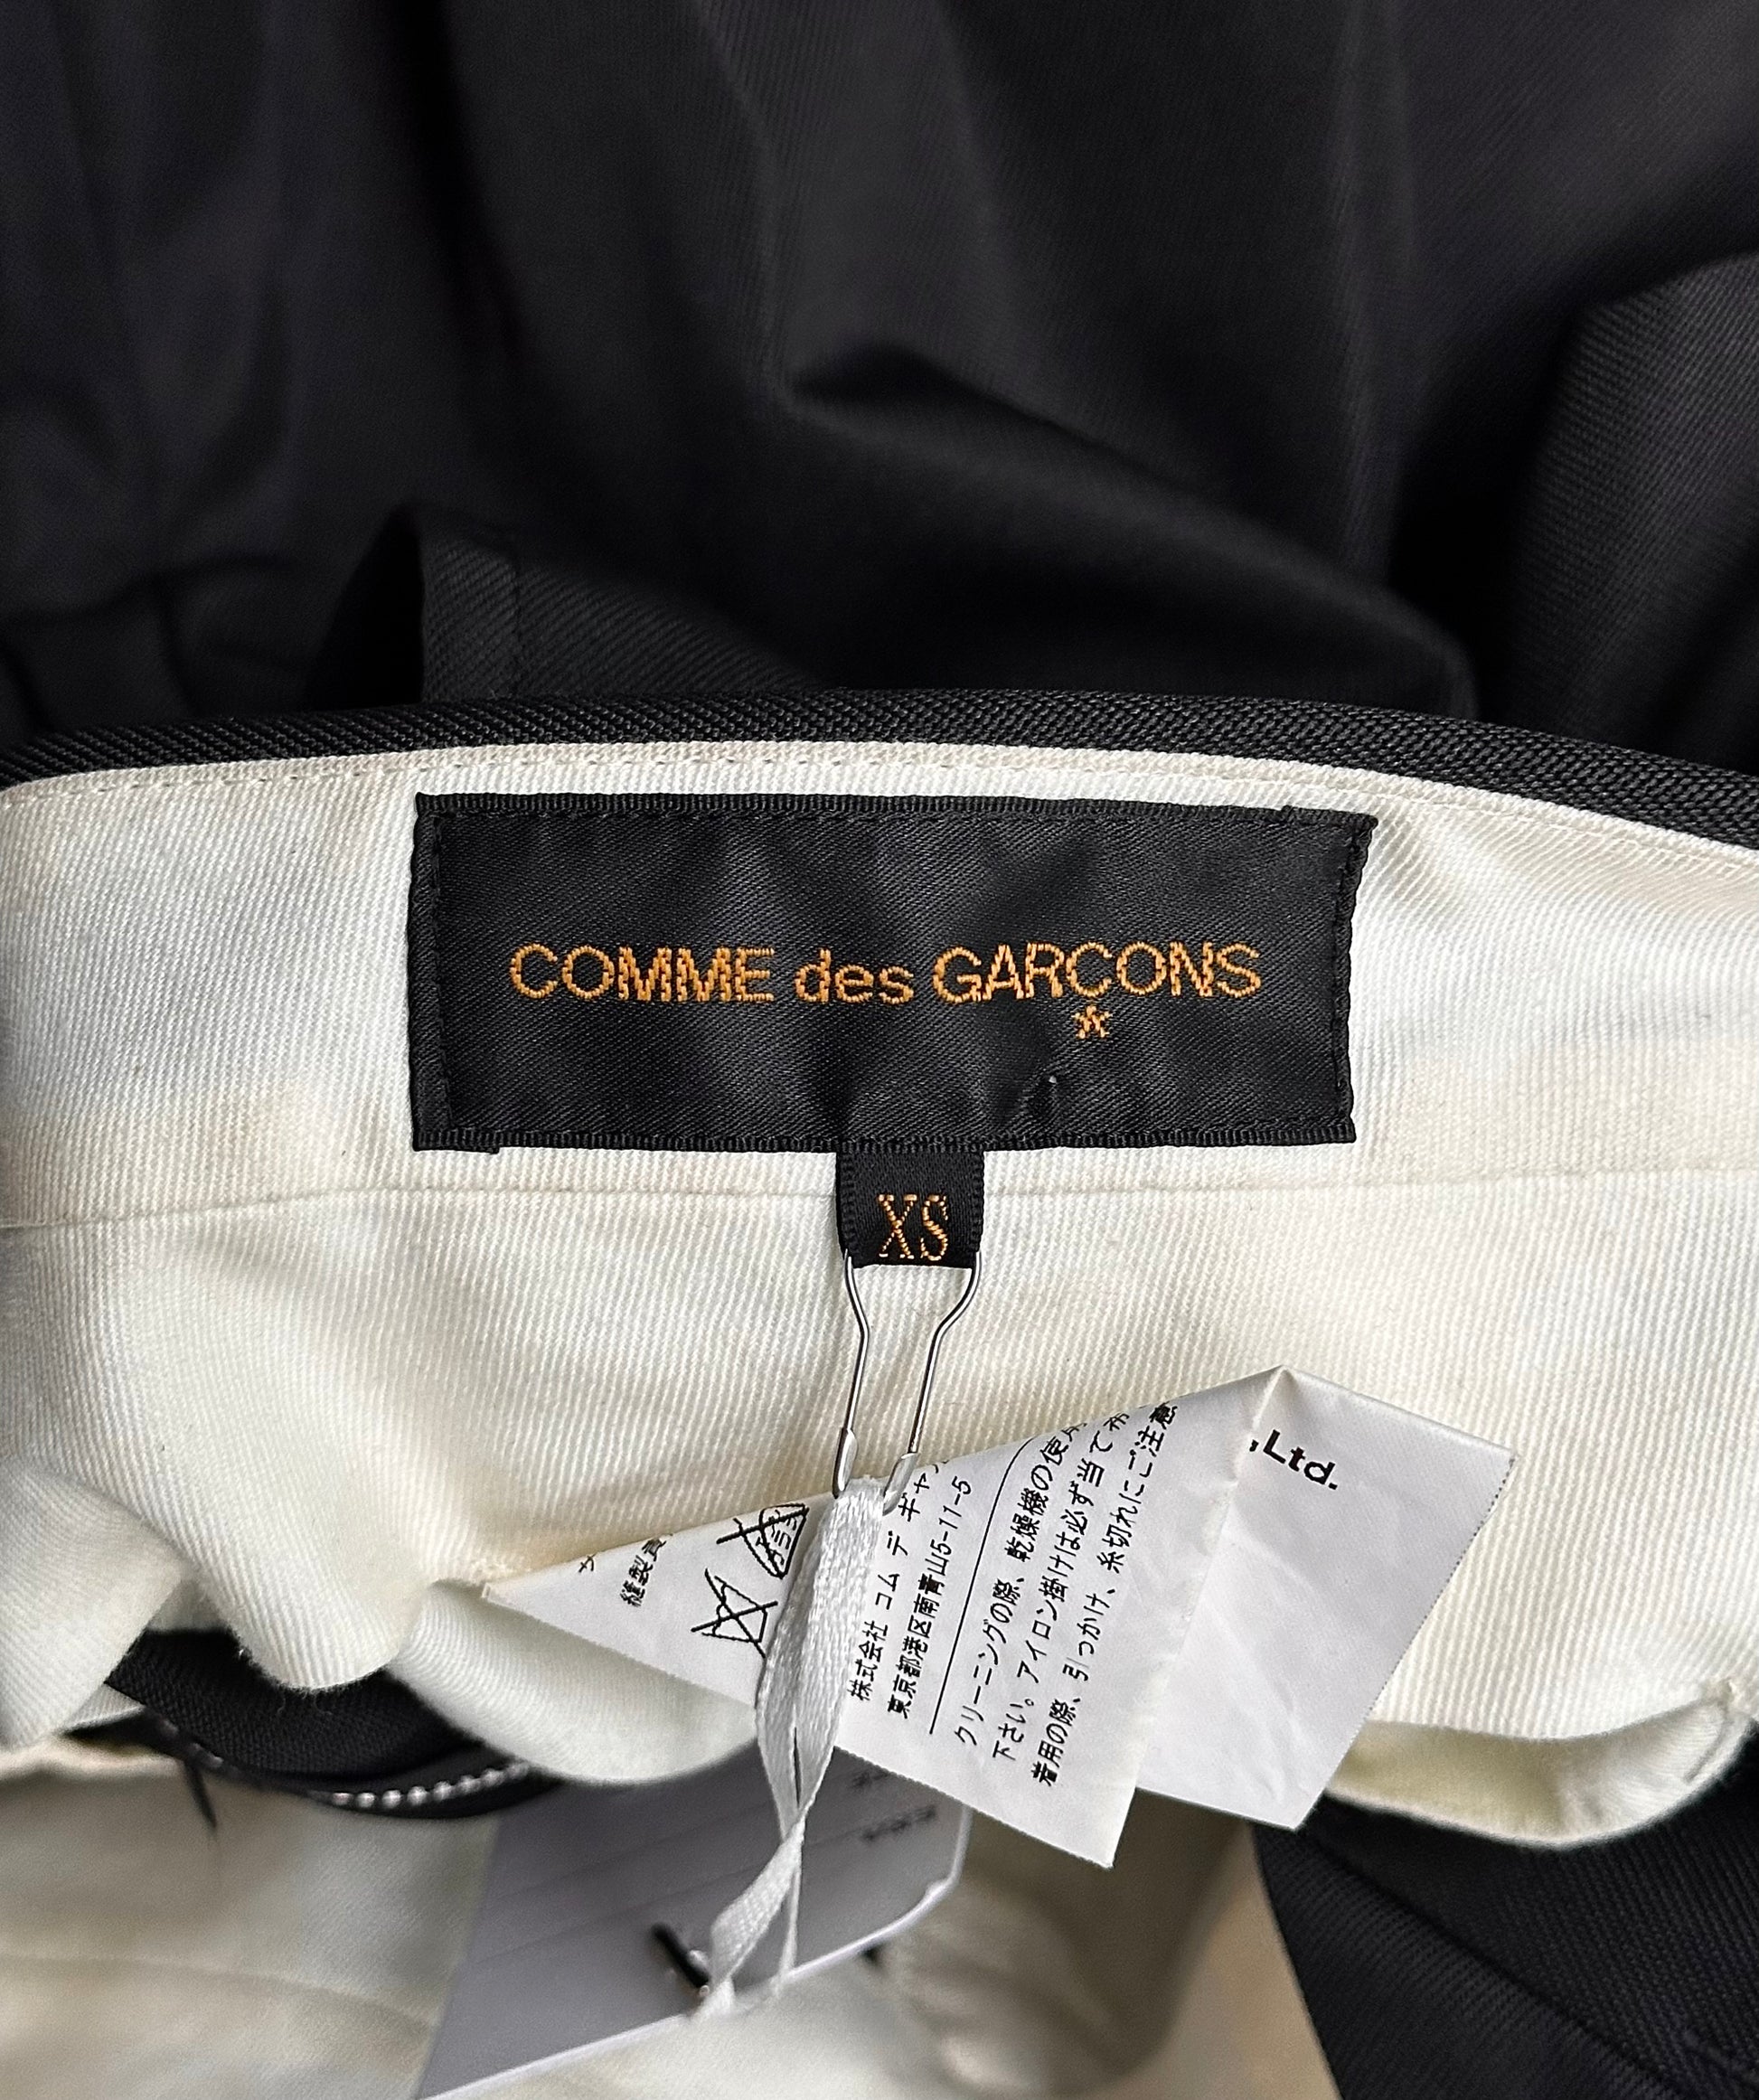 COMME des GARÇONS
*
XS
,Ltd.
縫製責
株式会社 コム デ ギャ
東京都港区南青山5-11-5
クリーニングの際、乾燥機の使用
下さい。アイロン掛けは必ず当て布
着用の際、引っかけ、糸切れにご注意